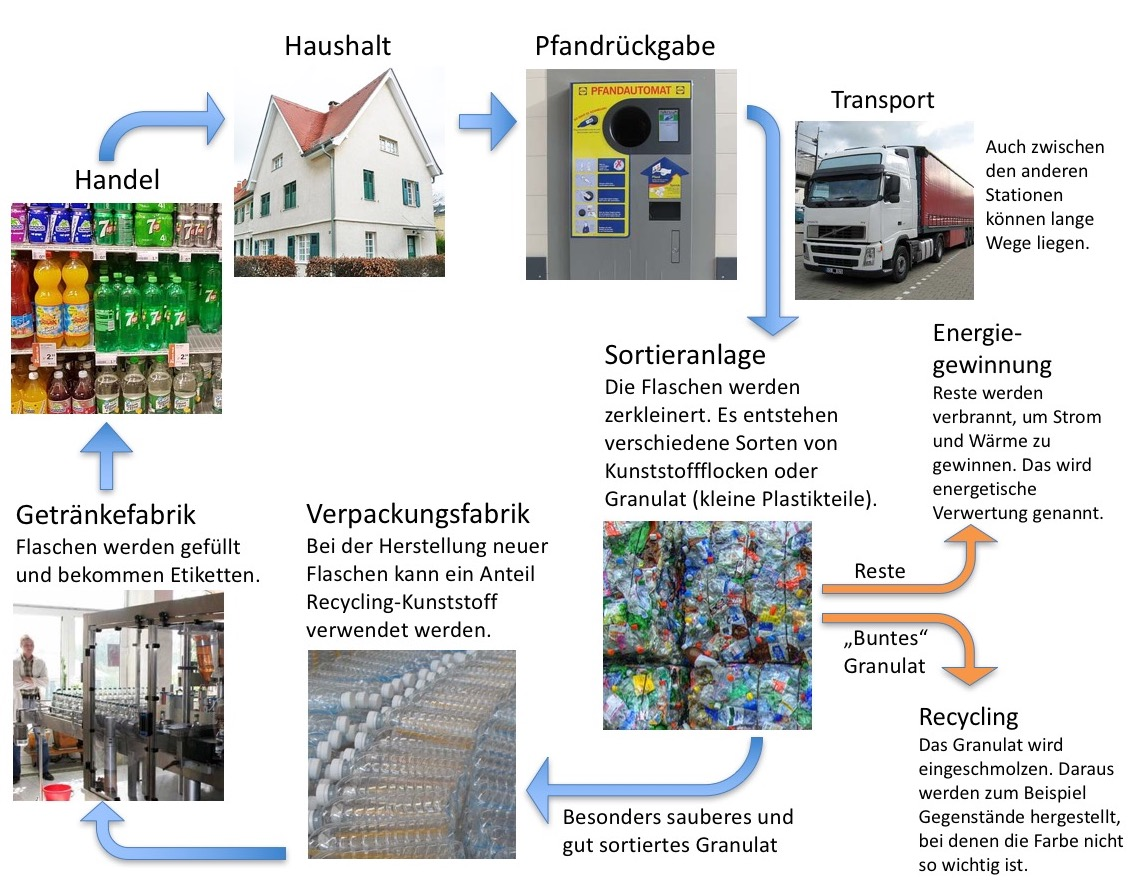 Haushalt
Pfandrückgabe
PFANDAUTOMAT
Transport
Auch zwischen
den anderen
Stationen
können lange
Wege liegen.
Handel
Sortieranlage
Die Flaschen werden
zerkleinert. Es entstehen
verschiedene Sorten von
Kunststoffflocken oder
Granulat (kleine Plastikteile).
Energie-
gewinnung
Reste werden
verbrannt, um Strom
und Wärme zu
gewinnen. Das wird
energetische
Verwertung genannt.
Getränkefabrik
Flaschen werden gefüllt
und bekommen Etiketten.
Verpackungsfabrik
Bei der Herstellung neuer
Flaschen kann ein Anteil
Recycling-Kunststoff
verwendet werden.
Reste
„Buntes“
Granulat
Recycling
Das Granulat wird
eingeschmolzen. Daraus
werden zum Beispiel
Gegenstände hergestellt,
bei denen die Farbe nicht
so wichtig ist.
Besonders sauberes und
gut sortiertes Granulat